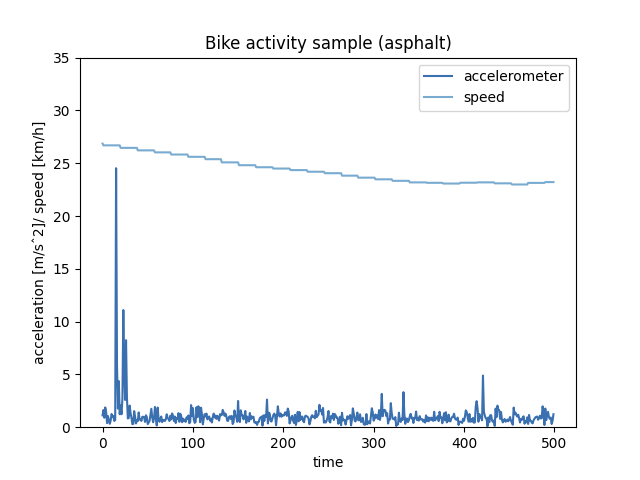 Bike activity sample (asphalt)
accelerometer
speed
acceleration [m/sˆ2]/ speed [km/h]
35
30
25
20
15
10
5
0
0 100 200 300 400 500
time